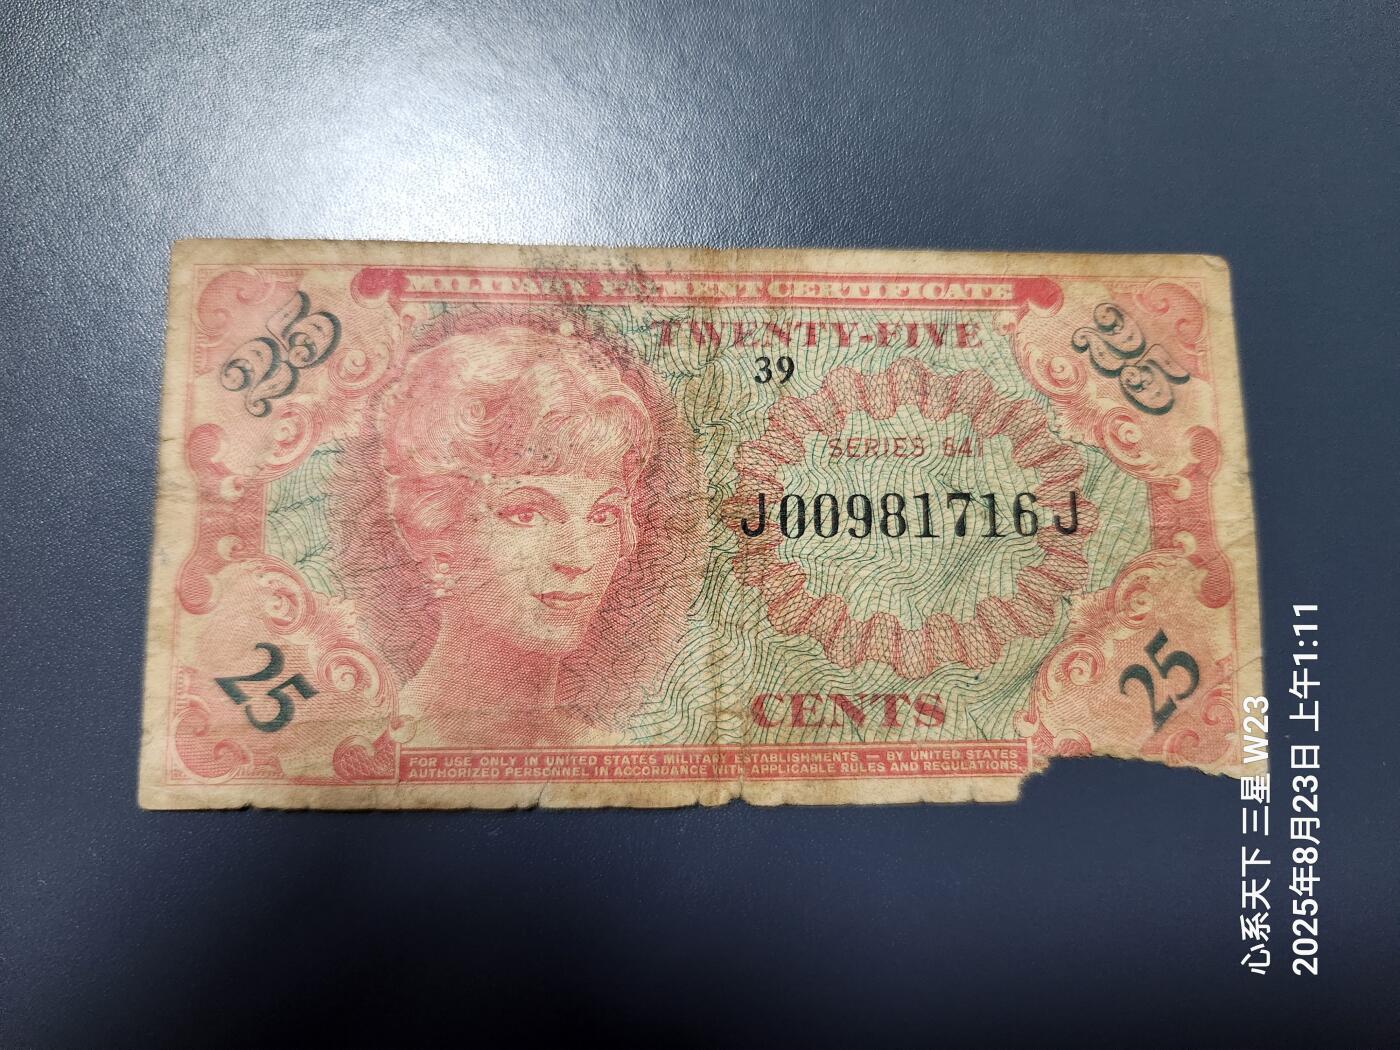 MILITARY PAYMENT CERTIFICATE
25
TWENTY-FIVE
25
39
SERIES 641
J00981716J
25
CENTS
25
FOR USE ONLY IN UNITED STATES MILITARY ESTABLISHMENTS — BY UNITED STATES
AUTHORIZED PERSONNEL IN ACCORDANCE WITH APPLICABLE RULES AND REGULATIONS.
心系天下 三星 W23
2025年8月23日 上午1:11